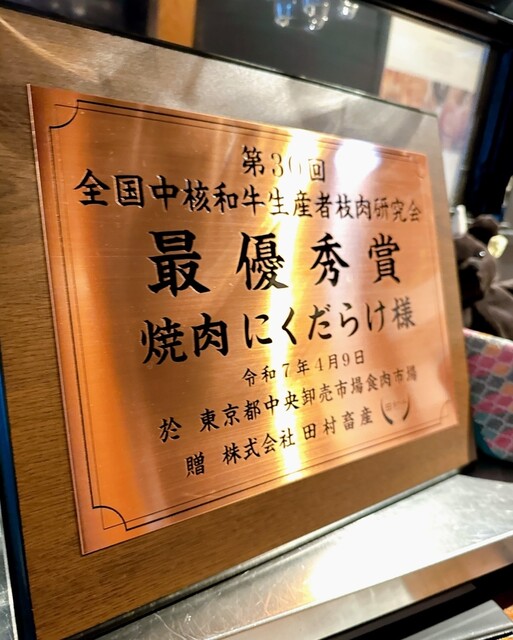 第30回
全国中核和牛生産者枝肉研究会
最優秀賞
焼肉にくだらけ様
令和7年4月9日
於 東京都中央卸売市場食肉市場
贈 株式会社 田村畜産